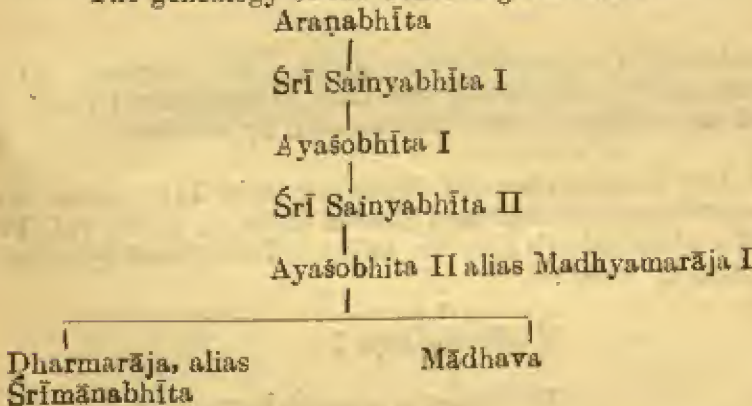 Araṇabhīta
Śrī Sainyabhīta I
Ayaśobhīta I
Śrī Sainyabhīta II
Ayaśobhita II alias Madhyamarāja I
Dharmarāja, alias Mādhava
Śrīmānabhīta